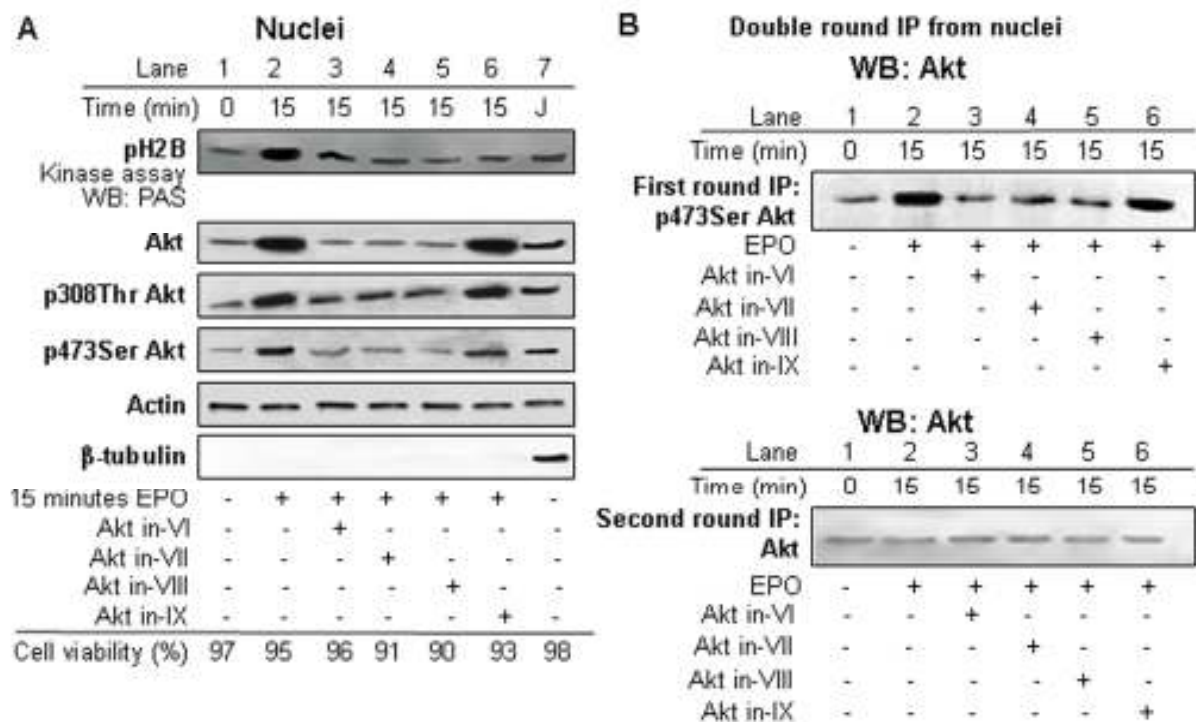 A Nuclei
Lane 1 2 3 4 5 6 7
Time (min) 0 15 15 15 15 15 J
pH2B
Kinase assay
WB: PAS
Akt
p308Thr Akt
p473Ser Akt
Actin
β-tubulin
15 minutes EPO - + + + + + -
Akt in-VI - - + - - - -
Akt in-VII - - - + - - -
Akt in-VIII - - - - + - -
Akt in-IX - - - - - + -
Cell viability (%) 97 95 96 91 90 93 98
B Double round IP from nuclei
WB: Akt
Lane 1 2 3 4 5 6
Time (min) 0 15 15 15 15 15
First round IP:
p473Ser Akt
EPO - + + + + +
Akt in-VI - - + - - -
Akt in-VII - - - + - -
Akt in-VIII - - - - + -
Akt in-IX - - - - - +
WB: Akt
Lane 1 2 3 4 5 6
Time (min) 0 15 15 15 15 15
Second round IP:
Akt
EPO - + + + + +
Akt in-VI - - + - - -
Akt in-VII - - - + - -
Akt in-VIII - - - - + -
Akt in-IX - - - - - +